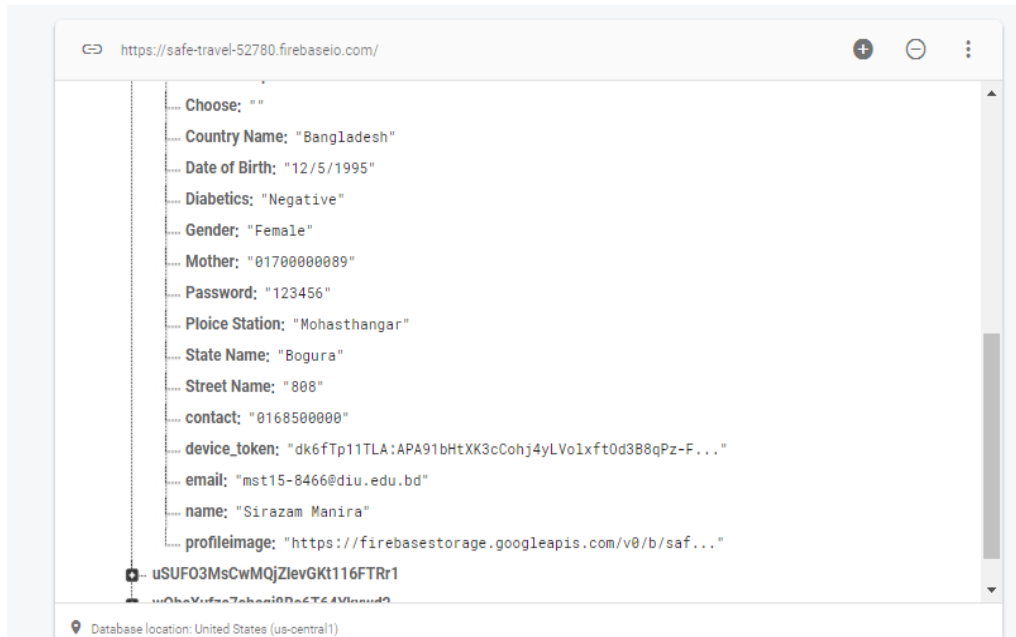 https://safe-travel-52780.firebaseio.com/
Choose: ""
Country Name: "Bangladesh"
Date of Birth: "12/5/1995"
Diabetics: "Negative"
Gender: "Female"
Mother: "01700000089"
Password: "123456"
Ploice Station: "Mohasthangar"
State Name: "Bogura"
Street Name: "808"
contact: "0168500000"
device_token: "dk6fTp11TLA:APA91bHtXK3cCohj4yLVolxftOd3B8qPz-F..."
email: "mst15-8466@diu.edu.bd"
name: "Sirazam Manira"
profileimage: "https://firebasestorage.googleapis.com/v0/b/saf..."
uSUFO3MsCwMQjZlevGKt116FTRr1
Database location: United States (us-central1)